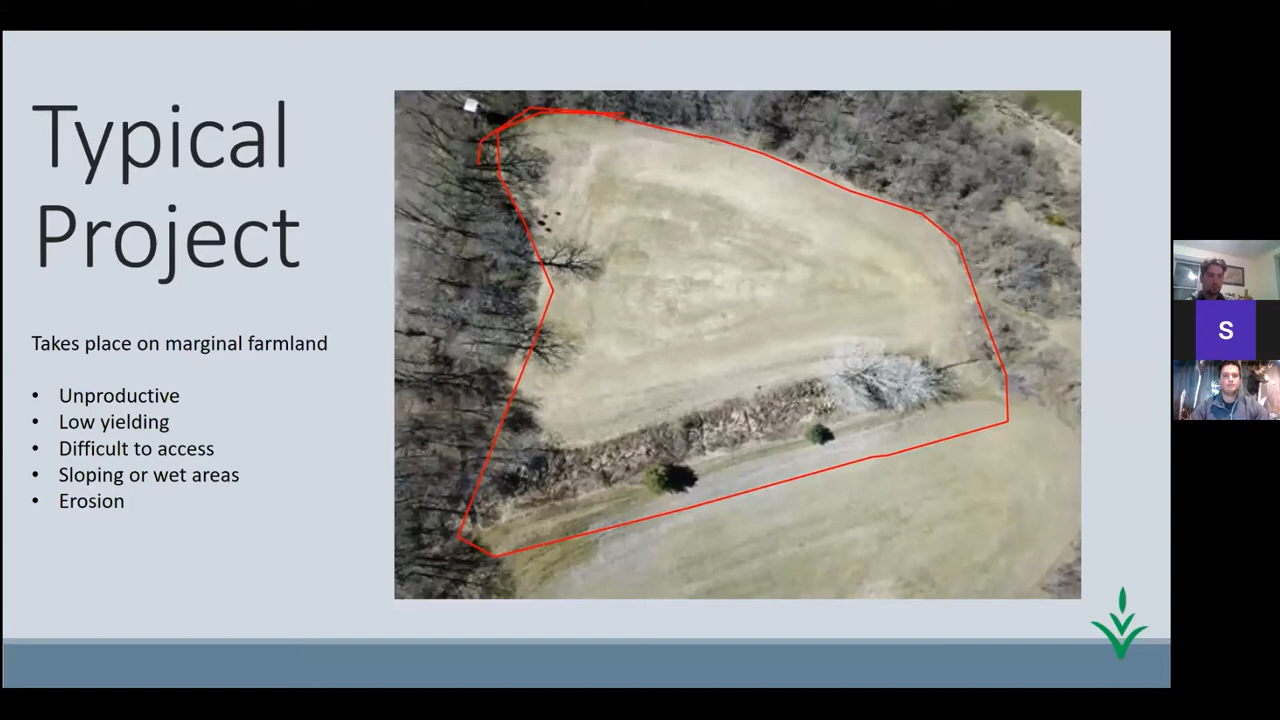 Typical
Project
Takes place on marginal farmland
• Unproductive
• Low yielding
• Difficult to access
• Sloping or wet areas
• Erosion
S